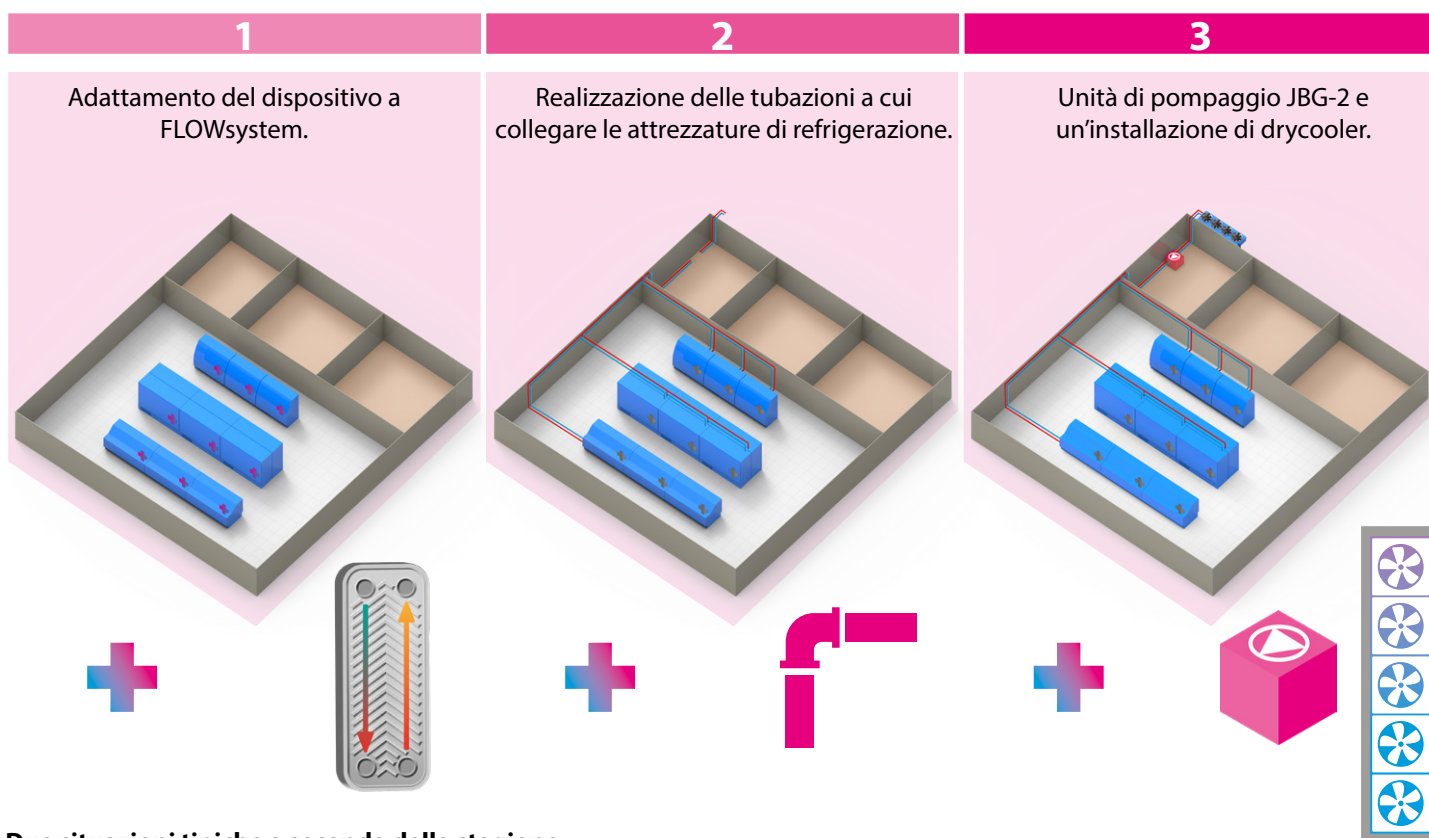 1
2
3
Adattamento del dispositivo a
FLOWsystem.
Realizzazione delle tubazioni a cui
collegare le attrezzature di refrigerazione.
Unità di pompaggio JBG-2 e
un'installazione di drycooler.